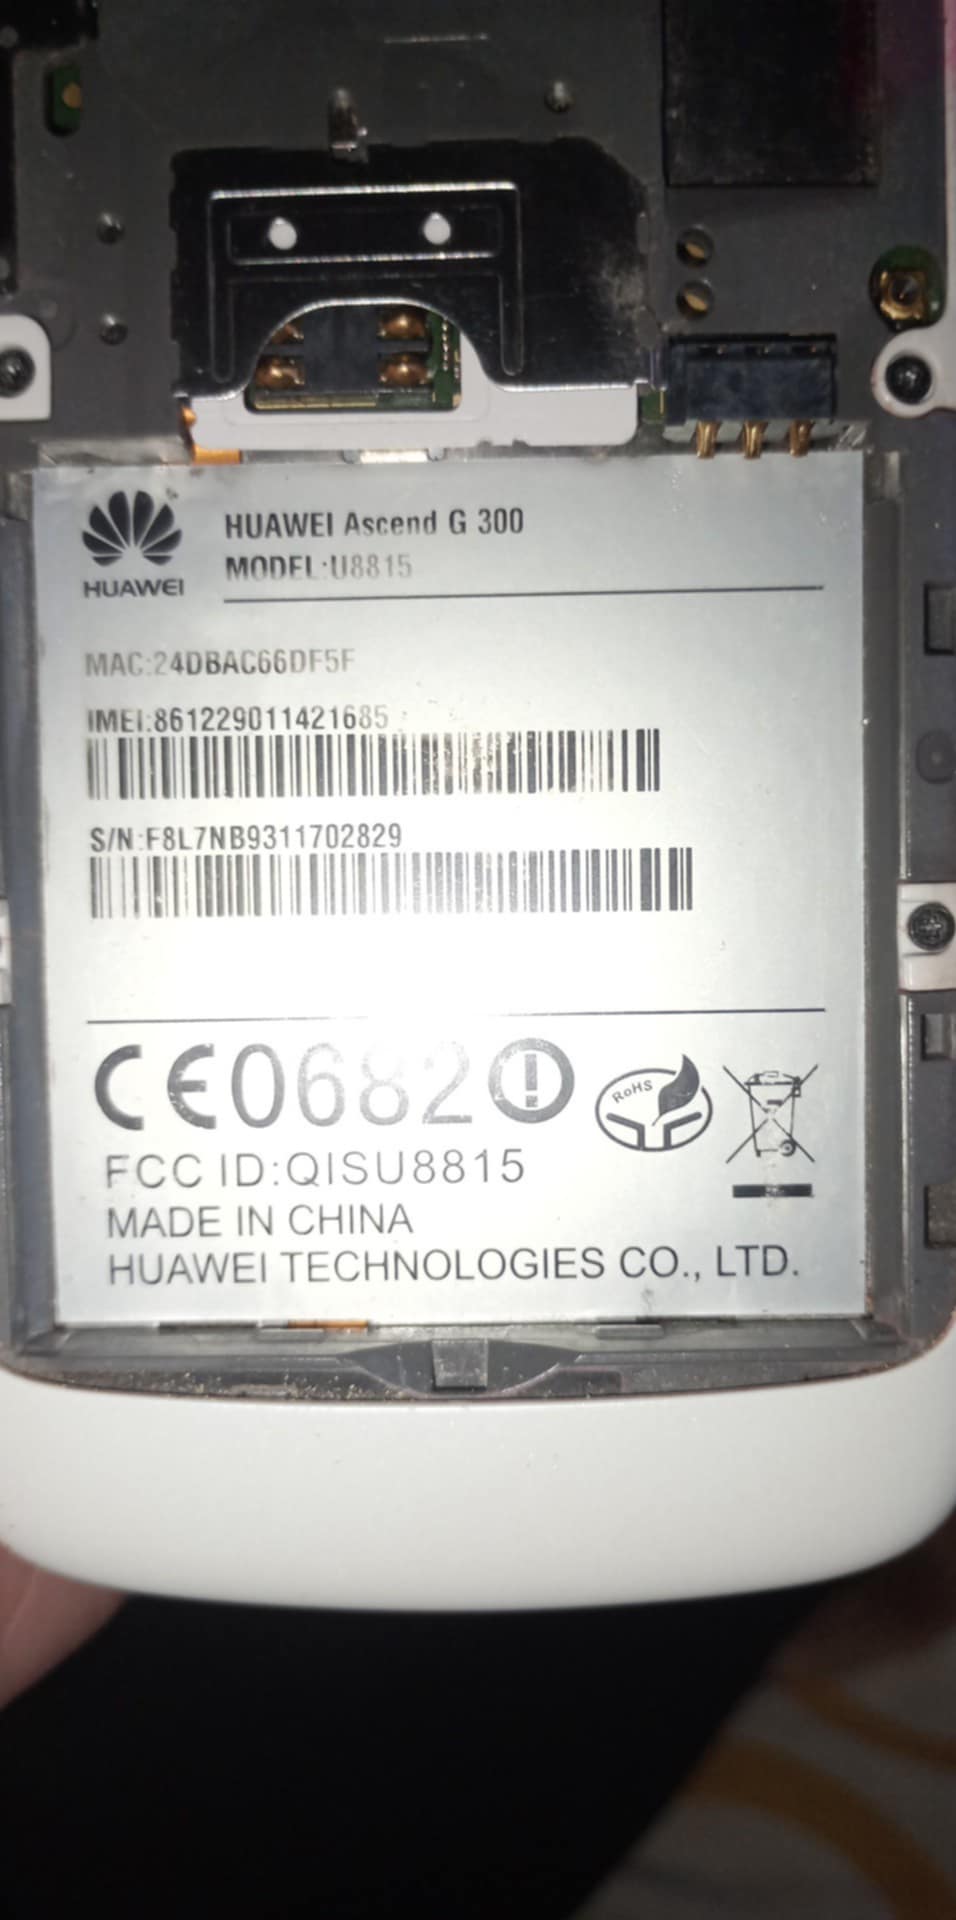 HUAWEI
HUAWEI Ascend G 300
MODEL:U8815
MAC:24DBAC66DF5F
IMEI:861229011421685
S/N:F8L7NB9311702829
CE0682
RoHS
FCC ID:QISU8815
MADE IN CHINA
HUAWEI TECHNOLOGIES CO., LTD.